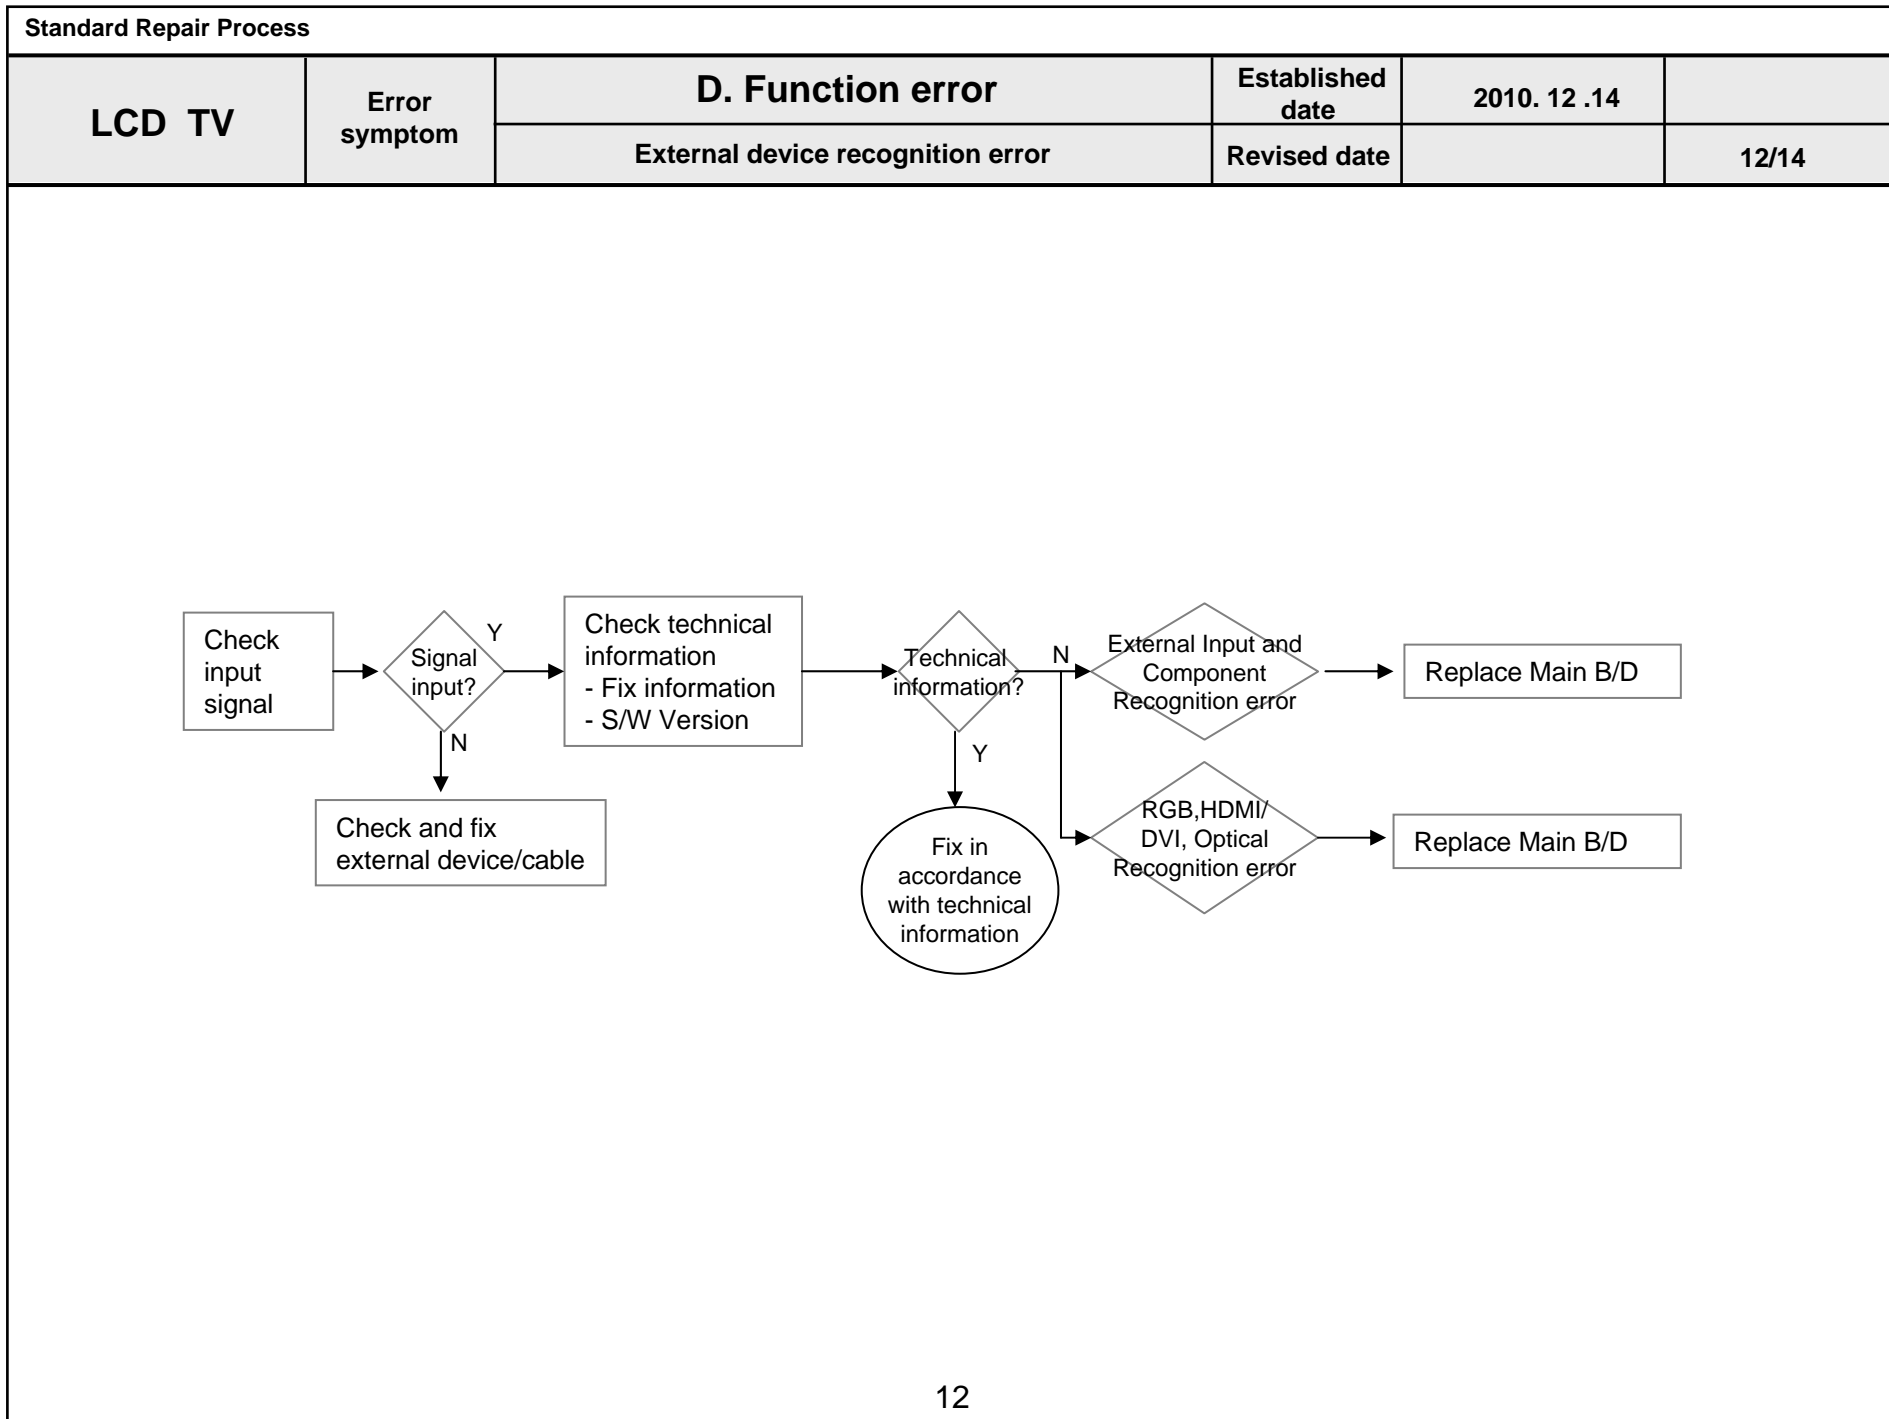 Standard Repair Process
LCD  TV
Error
symptom
D. Function error
External device recognition error
Established
date
2010. 12 .14
Revised date
12/14
Check
input
signal
Signal
input?
Y
N
Check and fix
external device/cable
Check technical
information
- Fix information
- S/W Version
Technical
information?
N
Y
Fix in
accordance
with technical
information
External Input and
Component
Recognition error
Replace Main B/D
RGB,HDMI/
DVI, Optical
Recognition error
Replace Main B/D
12